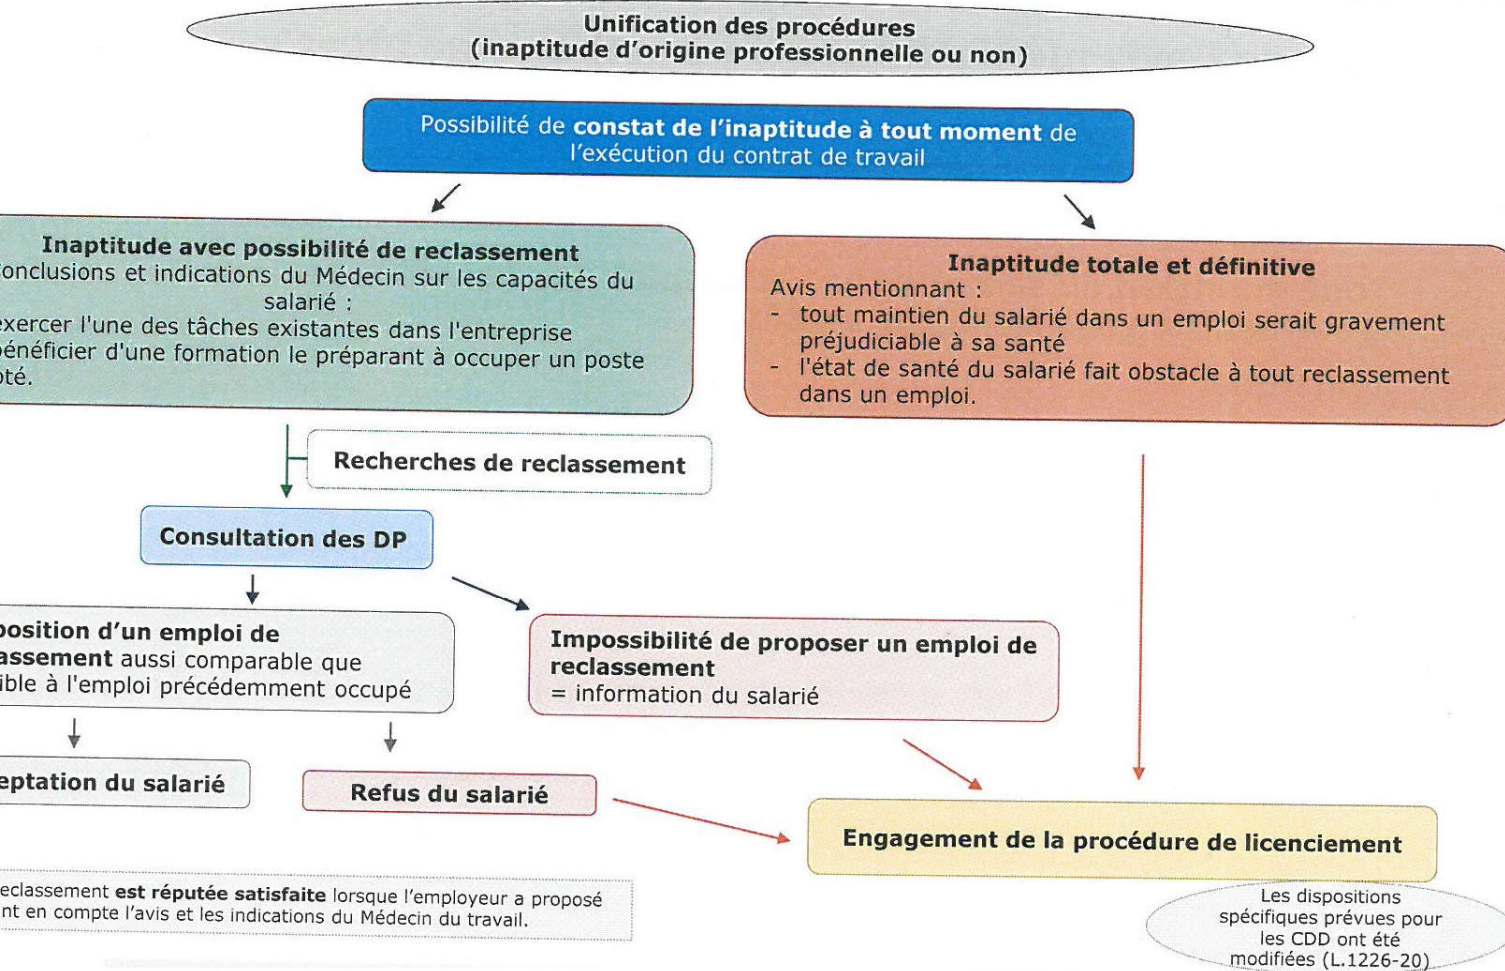 Unification des procédures
(inaptitude d’origine professionnelle ou non)
Possibilité de constat de l’inaptitude à tout moment de
l’exécution du contrat de travail
Inaptitude avec possibilité de reclassement
onclusions et indications du Médecin sur les capacités du
salarié :
exercer l'une des tâches existantes dans l'entreprise
bénéficier d'une formation le préparant à occuper un poste
pté.
Inaptitude totale et définitive
Avis mentionnant :
- tout maintien du salarié dans un emploi serait gravement
préjudiciable à sa santé
- l'état de santé du salarié fait obstacle à tout reclassement
dans un emploi.
Recherches de reclassement
Consultation des DP
position d’un emploi de
assement aussi comparable que
ible à l'emploi précédemment occupé
Impossibilité de proposer un emploi de
reclassement
= information du salarié
eptation du salarié
Refus du salarié
Engagement de la procédure de licenciement
eclassement est réputée satisfaite lorsque l’employeur a proposé
nt en compte l’avis et les indications du Médecin du travail.
Les dispositions
spécifiques prévues pour
les CDD ont été
modifiées (L.1226-20)